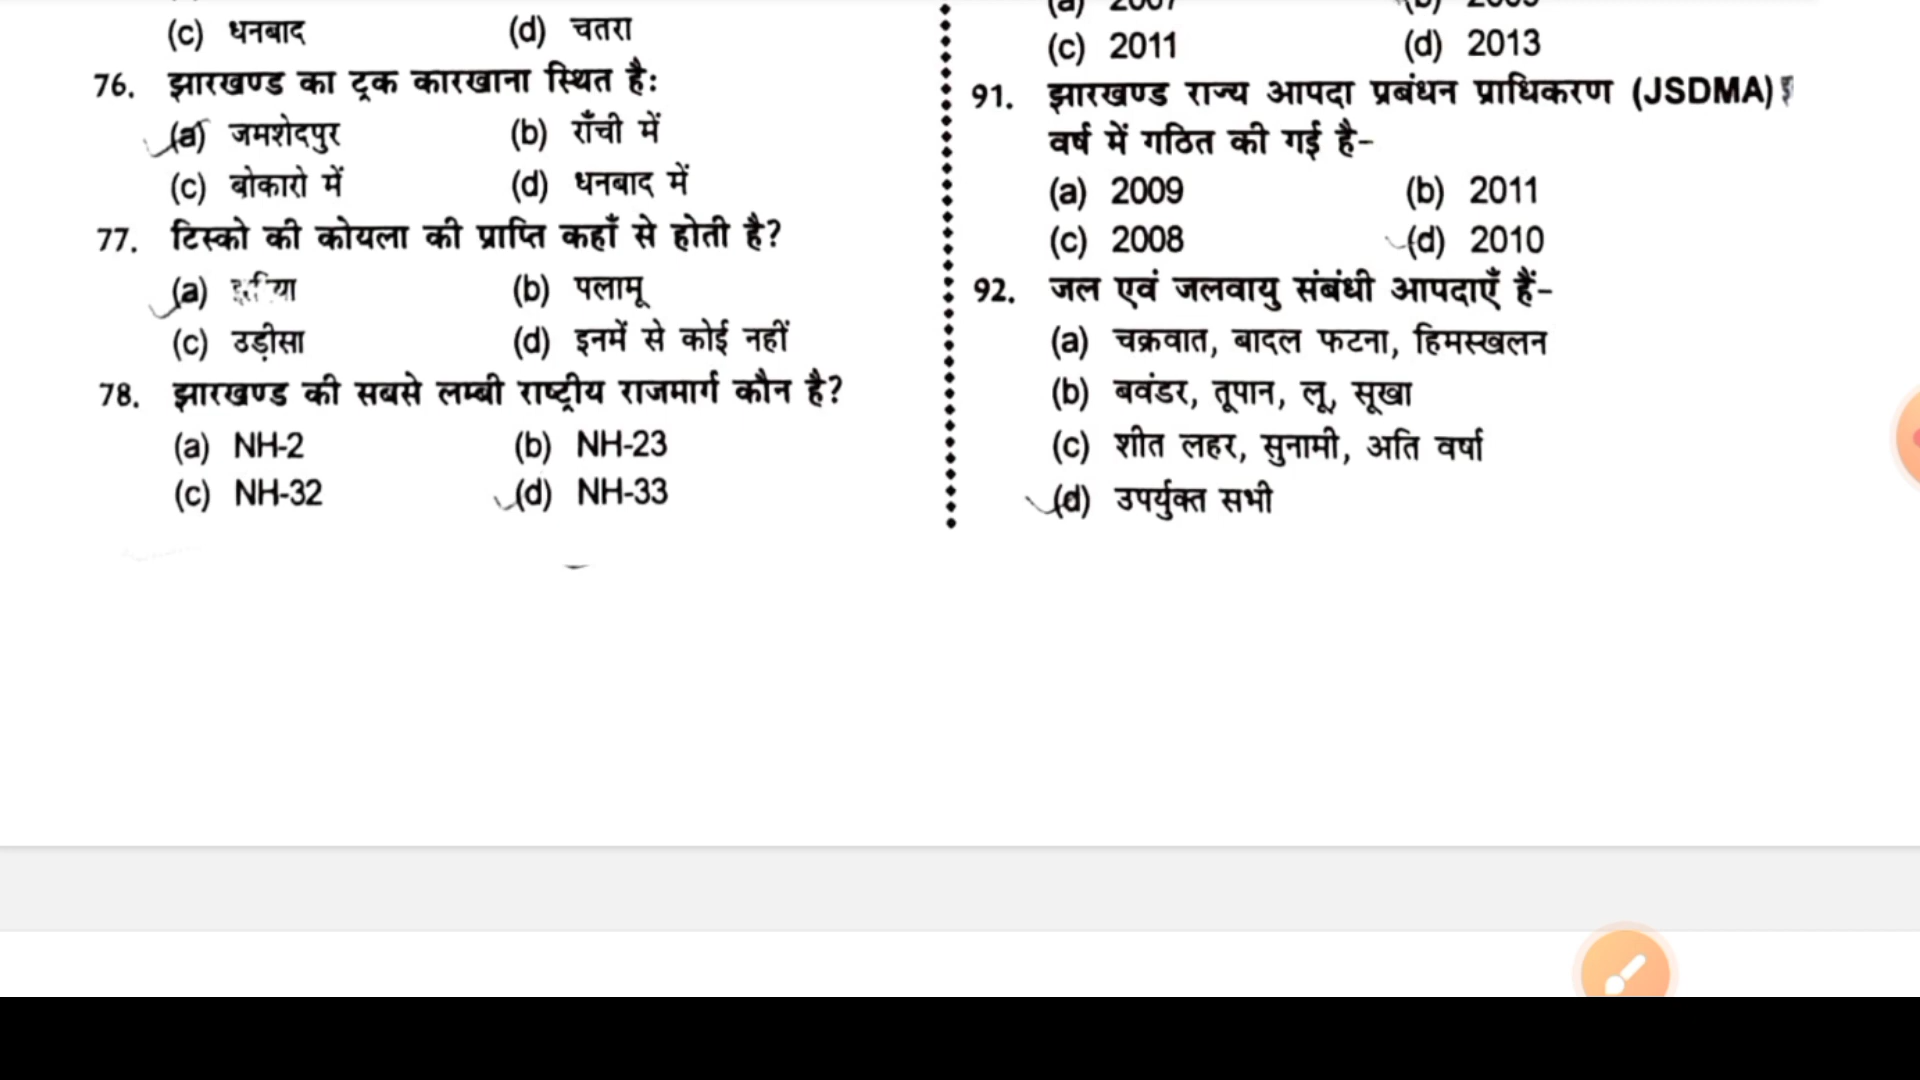 (c) धनबाद
(d) चतरा
76. झारखण्ड का ट्रक कारखाना स्थित है:
(a) जमशेदपुर
(b) राँची में
(c) बोकारो में
(d) धनबाद में
77. टिस्को की कोयला की प्राप्ति कहाँ से होती है?
(a)
(b) पलामू
(c) उड़ीसा
(d) इनमें से कोई नहीं
78. झारखण्ड की सबसे लम्बी राष्ट्रीय राजमार्ग कौन है?
(a) NH-2
(b) NH-23
(c) NH-32
(d) NH-33
(c) 2011
(d) 2013
91. झारखण्ड राज्य आपदा प्रबंधन प्राधिकरण (JSDMA)
वर्ष में गठित की गई है-
(a) 2009
(b) 2011
(c) 2008
(d) 2010
92. जल एवं जलवायु संबंधी आपदाएँ हैं-
(a) चक्रवात, बादल फटना, हिमस्खलन
(b) बवंडर, तूपान, लू, सूखा
(c) शीत लहर, सुनामी, अति वर्षा
(d) उपर्युक्त सभी